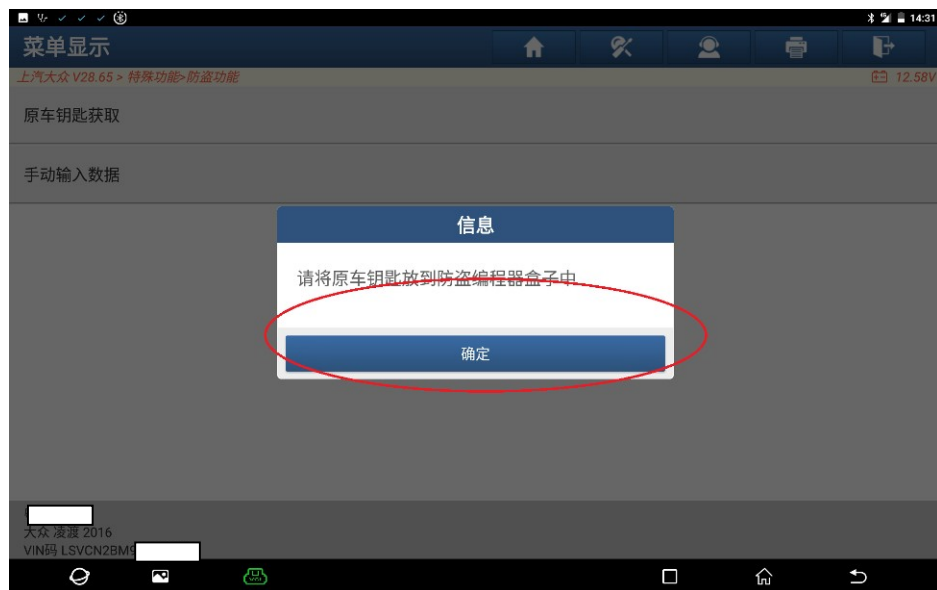 14:31
菜单显示
上汽大众 V28.65 > 特殊功能>防盗功能
12.58V
原车钥匙获取
手动输入数据
信息
请将原车钥匙放到防盗编程器盒子中
确定
大众 凌渡 2016
VIN码 LSVCN2BM9